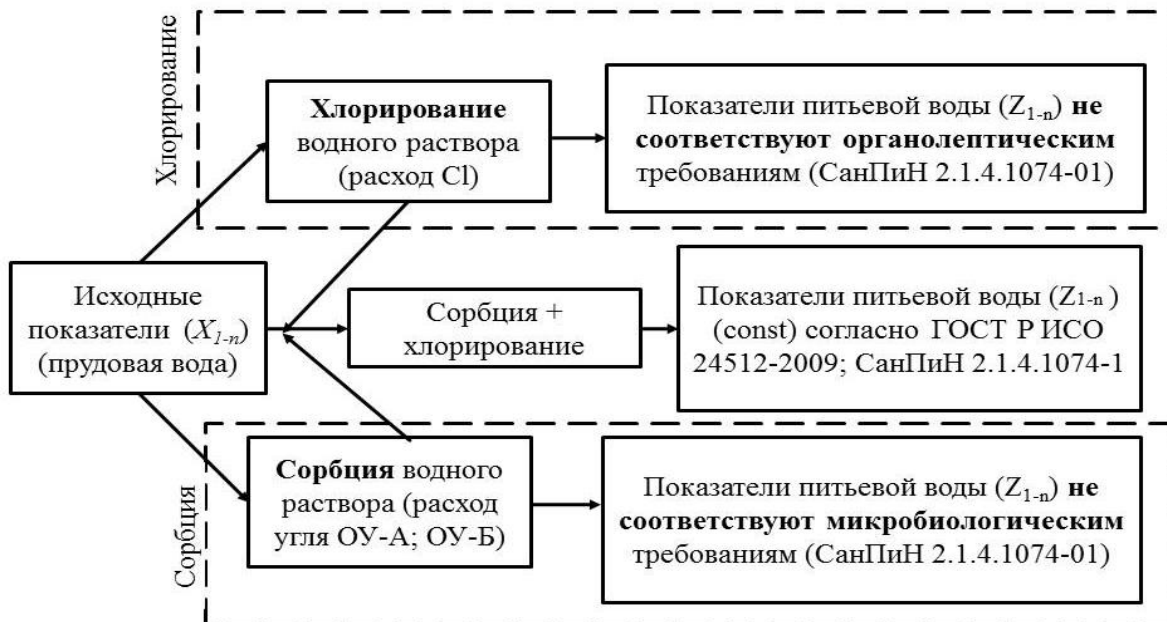 Хлорирование
Хлорирование
водного раствора
(расход Cl)
Показатели питьевой воды (Z1-n) не
соответствуют органолептическим
требованиям (СанПиН 2.1.4.1074-01)
Исходные
показатели (X1-n)
(прудовая вода)
Сорбция +
хлорирование
Показатели питьевой воды (Z1-n )
(const) согласно ГОСТ Р ИСО
24512-2009; СанПиН 2.1.4.1074-1
Сорбция
Сорбция водного
раствора (расход
угля ОУ-А; ОУ-Б)
Показатели питьевой воды (Z1-n) не
соответствуют микробиологическим
требованиям (СанПиН 2.1.4.1074-01)